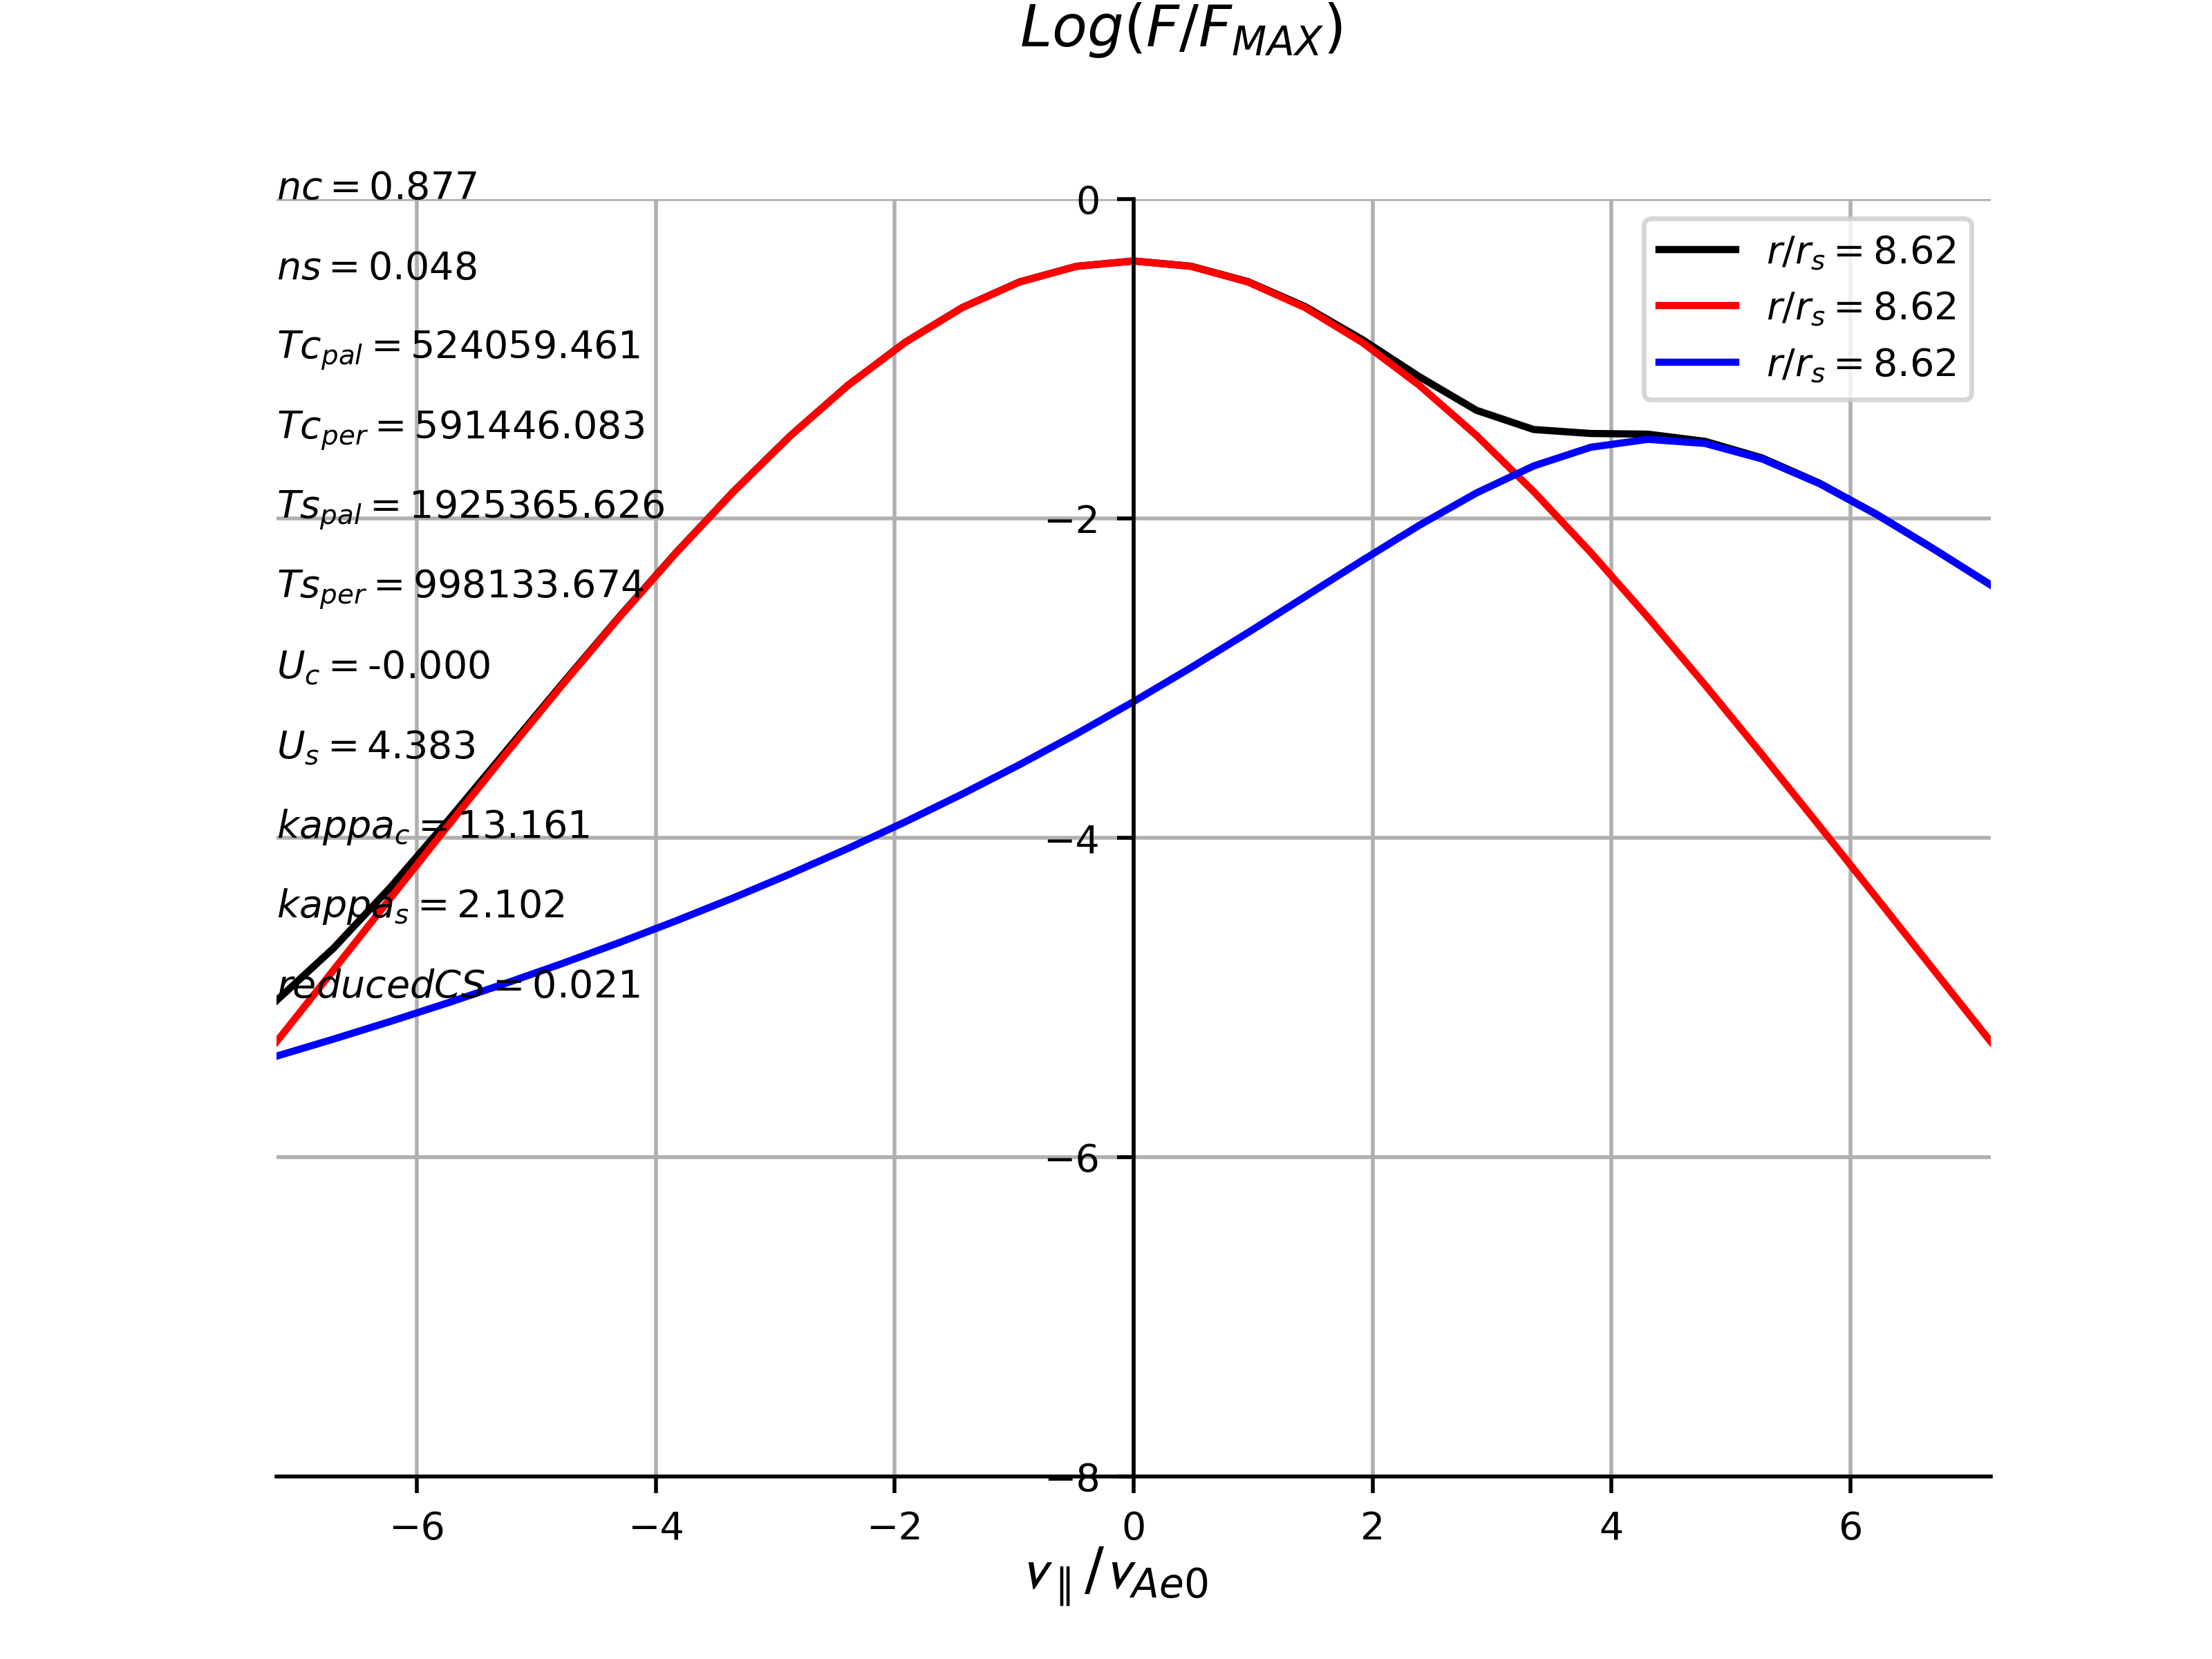 Log(F/F_MAX)
nc = 0.877
ns = 0.048
Tc_pal = 524059.461
Tc_per = 591446.083
Ts_pal = 1925365.626
Ts_per = 998133.674
U_c = -0.000
U_s = 4.383
kappa_c = 13.161
kappa_s = 2.102
reducedCS = 0.021
0
−2
−4
−6
−8
r/r_s = 8.62
r/r_s = 8.62
r/r_s = 8.62
−6 −4 −2 0 2 4 6
v_∥/v_Ae0